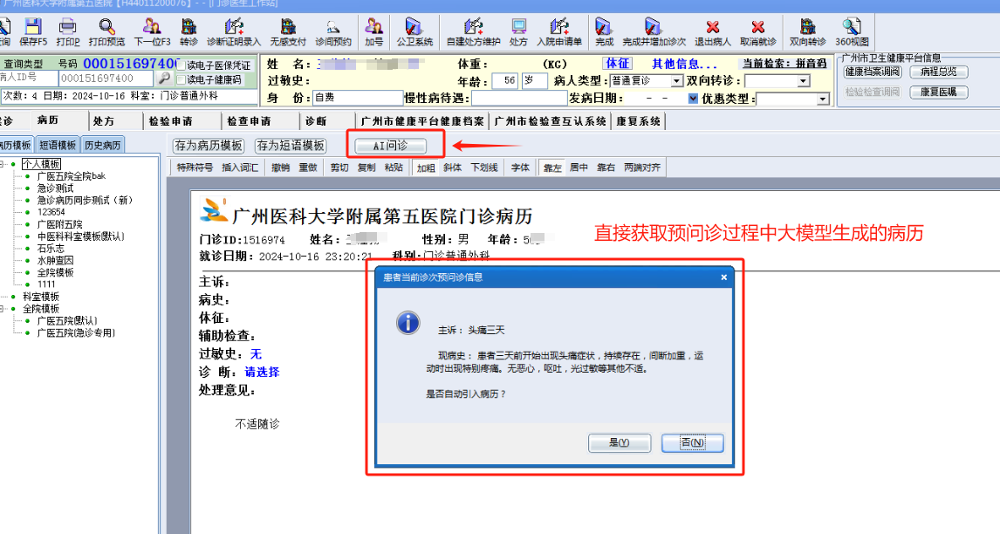 广州医科大学附属第五医院【H44011200076】- - [门诊医生工作站]
查询 保存F5 打印P 打印预览 下一位F3 转诊 诊断证明录入 无感支付 诊间预约 加号 公卫系统 自建处方维护 处方 入院申请单 完成 完成并增加诊次 退出病人 取消就诊 双向转诊 360视图
查询类型 号码 000151697400 读电子医保凭证
病人ID号 000151697400 读电子健康码
次数: 4 日期: 2024-10-16 科室: 门诊普通外科
姓 名: 体重: (KG) 体征 其他信息... 当前检索: 拼音码
过敏史: 年龄: 56 岁 病人类型: 普通复诊 双向转诊:
身 份: 自费 慢性病待遇: 发病日期: - - 优惠类型:
广州市卫生健康平台信息
健康档案调阅 病程总览
检验检查调阅 康复医嘱
诊 病历 处方 检验申请 检查申请 诊断 广州市健康平台健康档案 广州市检验查互认系统 康复系统
病历模板 短语模板 历史病历
存为病历模板 存为短语模板 AI问诊
特殊符号 插入词汇 撤销 重做 剪切 复制 粘贴 加粗 斜体 下划线 字体 靠左 居中 靠右 两端对齐
个人模板
广医五院全院bak
急诊测试
急诊病历同步测试（新）
123654
广医附五院
中医科科室模板(默认)
石乐志
水肿查因
全院模板
1111
科室模板
全院模板
广医五院(默认)
广医五院(急诊专用)
广州医科大学附属第五医院门诊病历
门诊ID:1516974 姓名: 性别: 男 年龄:
就诊日期: 2024-10-16 23:20:21 科别:门诊普通外科
直接获取预问诊过程中大模型生成的病历
主诉:
病史:
体征:
辅助检查:
过敏史: 无
诊 断: 请选择
处理意见:
不适随诊
患者当前诊次预问诊信息
主诉： 头痛三天
现病史： 患者三天前开始出现头痛症状，持续存在，间断加重，运
动时出现特别疼痛。无恶心，呕吐，光过敏等其他不适。
是否自动引入病历？
是(Y) 否(N)